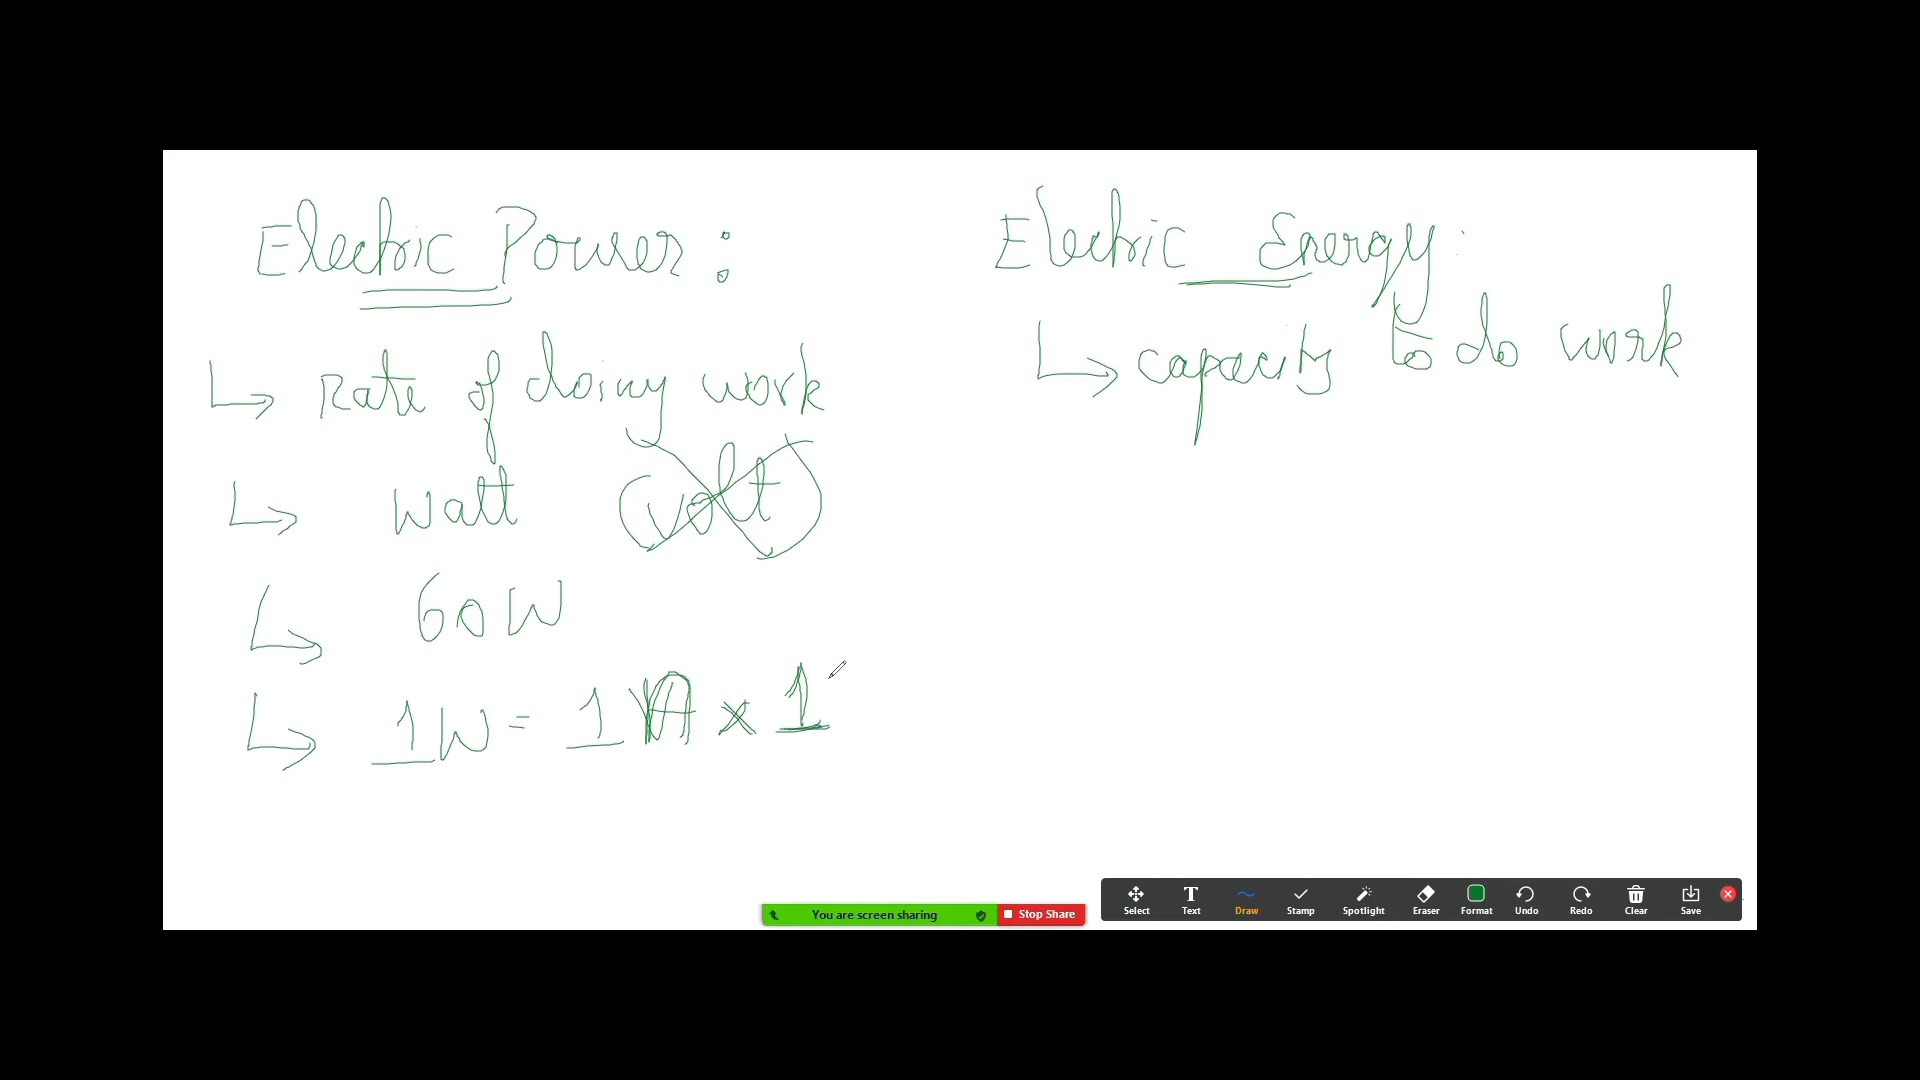 Electric Power:
↳ Rate of doing work
↳ Watt (volt)
↳ 60 W
↳ 1W = 1 A × 1
Electric Energy:
↳ capacity to do work
You are screen sharing
Stop Share
Select Text Draw Stamp Spotlight Eraser Format Undo Redo Clear Save